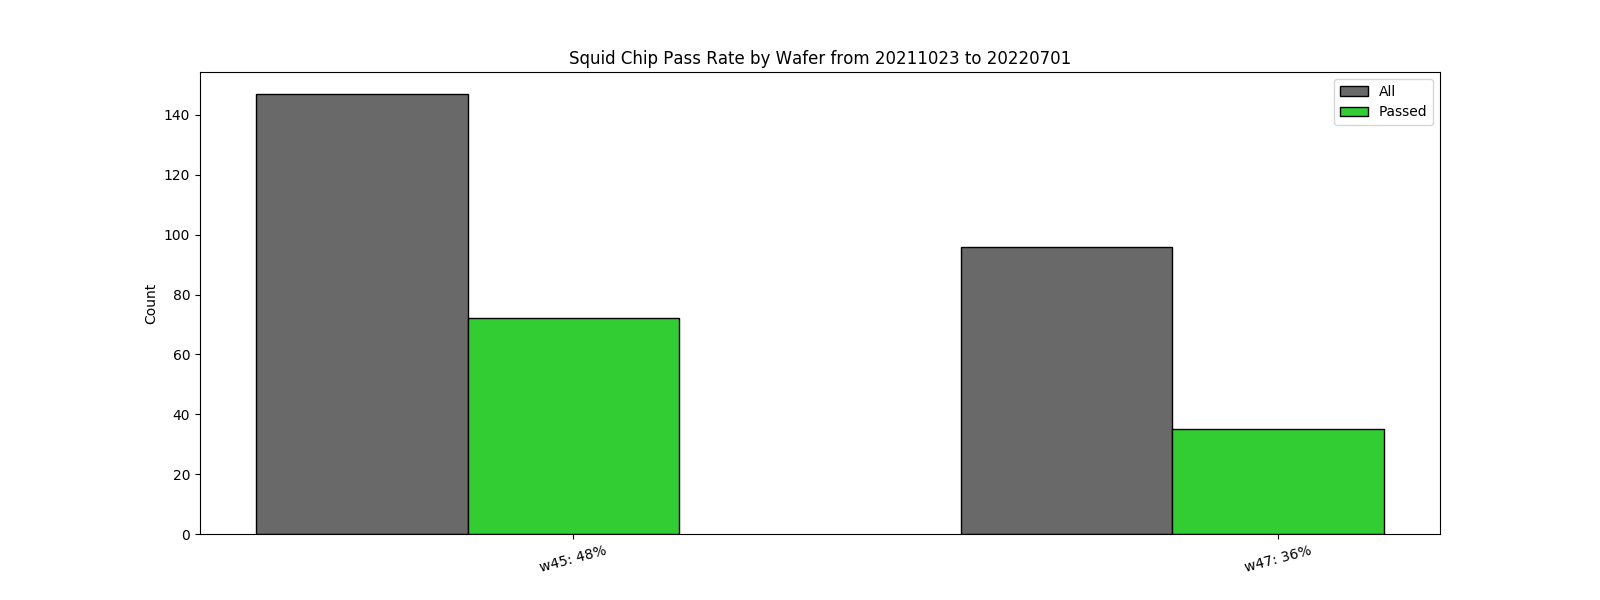 Squid Chip Pass Rate by Wafer from 20211023 to 20220701
All
Passed
Count
140
120
100
80
60
40
20
0
w45: 48%
w47: 36%